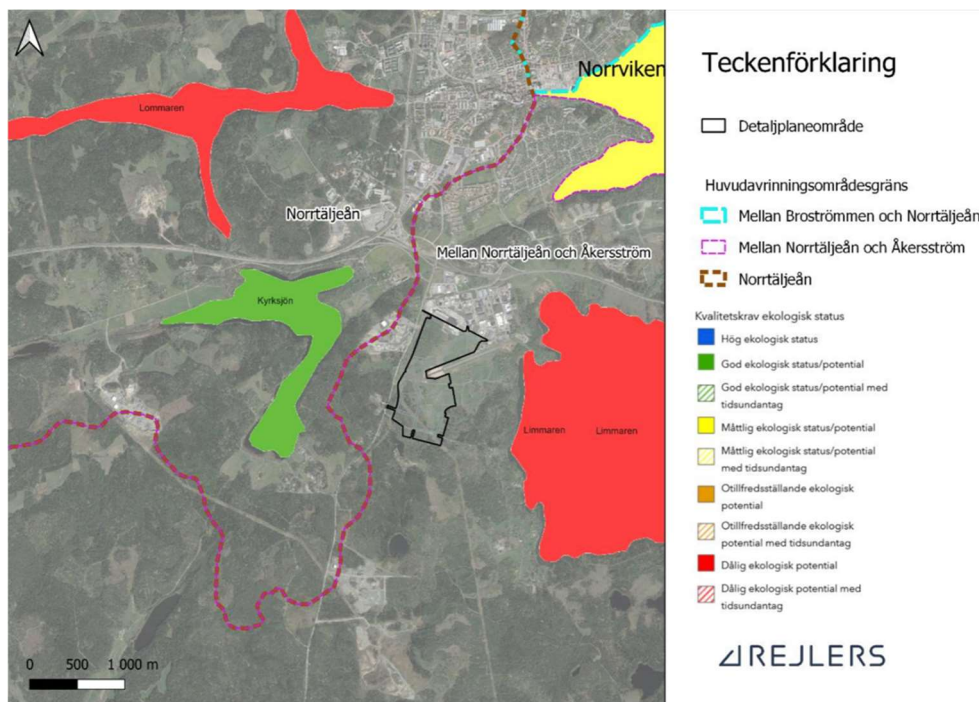 Norrviken
Lommaren
Norrtäljeån
Mellan Norrtäljeån och Åkersström
Kyrksjön
Limmaren
Limmaren
0 500 1 000 m
Teckenförklaring
Detaljplaneområde
Huvudavrinningsområdesgräns
Mellan Broströmmen och Norrtäljeån
Mellan Norrtäljeån och Åkersström
Norrtäljeån
Kvalitetskrav ekologisk status
Hög ekologisk status
God ekologisk status/potential
God ekologisk status/potential med
tidsundantag
Måttlig ekologisk status/potential
Måttlig ekologisk status/potential
med tidsundantag
Otillfredsställande ekologisk
potential
Otillfredsställande ekologisk
potential med tidsundantag
Dålig ekologisk potential
Dålig ekologisk potential med
tidsundantag
REJLERS